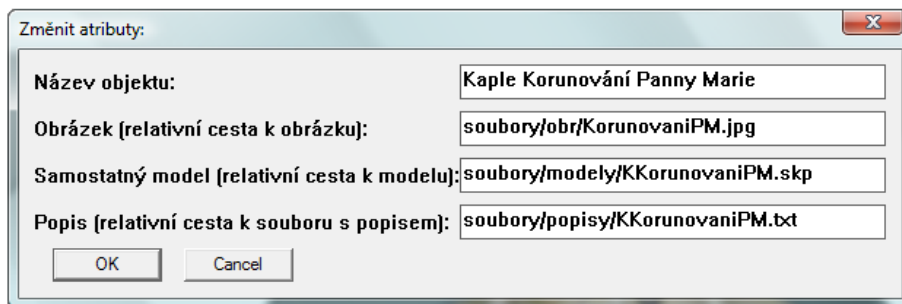 Změnit atributy:
Název objektu: Kaple Korunování Panny Marie
Obrázek (relativní cesta k obrázku): soubory/obr/KorunovaniPM.jpg
Samostatný model (relativní cesta k modelu): soubory/modely/KKorunovaniPM.skp
Popis (relativní cesta k souboru s popisem): soubory/popisy/KKorunovaniPM.txt
OK Cancel